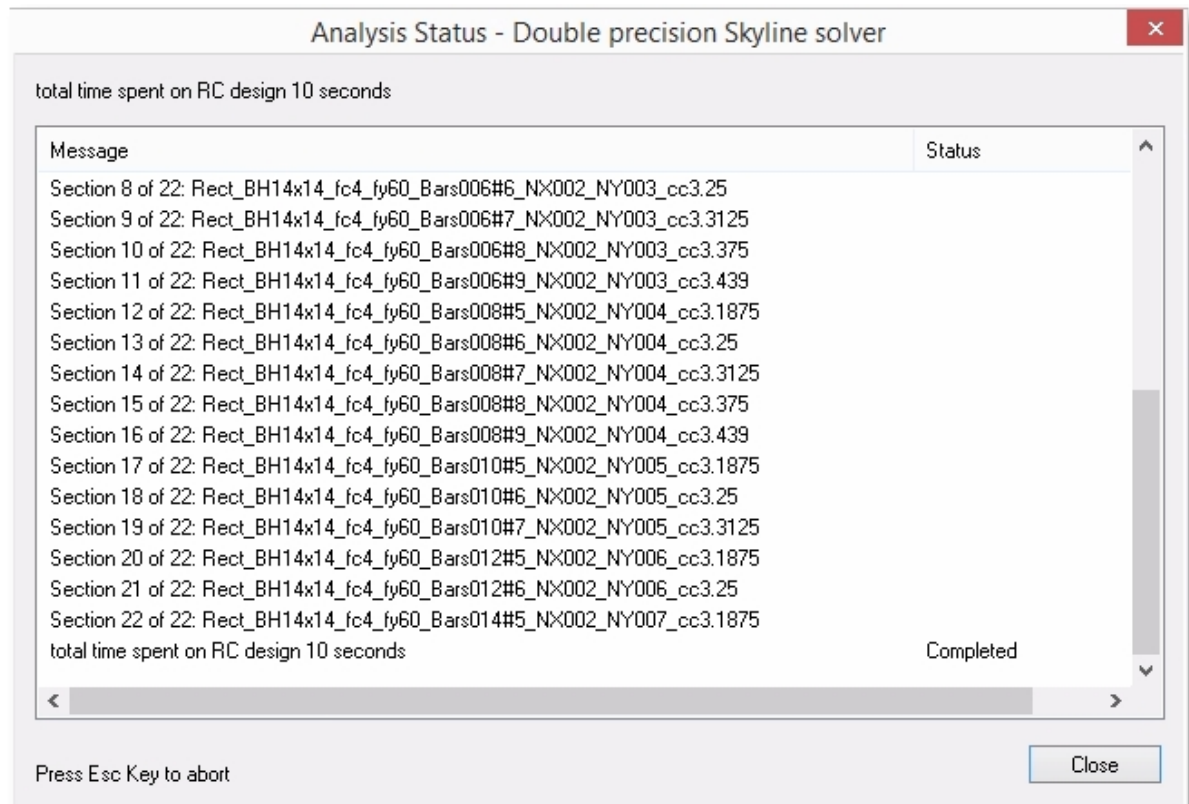 Analysis Status - Double precision Skyline solver
total time spent on RC design 10 seconds
Message Status
Section 8 of 22: Rect_BH14x14_fc4_fy60_Bars006#6_NX002_NY003_cc3.25
Section 9 of 22: Rect_BH14x14_fc4_fy60_Bars006#7_NX002_NY003_cc3.3125
Section 10 of 22: Rect_BH14x14_fc4_fy60_Bars006#8_NX002_NY003_cc3.375
Section 11 of 22: Rect_BH14x14_fc4_fy60_Bars006#9_NX002_NY003_cc3.439
Section 12 of 22: Rect_BH14x14_fc4_fy60_Bars008#5_NX002_NY004_cc3.1875
Section 13 of 22: Rect_BH14x14_fc4_fy60_Bars008#6_NX002_NY004_cc3.25
Section 14 of 22: Rect_BH14x14_fc4_fy60_Bars008#7_NX002_NY004_cc3.3125
Section 15 of 22: Rect_BH14x14_fc4_fy60_Bars008#8_NX002_NY004_cc3.375
Section 16 of 22: Rect_BH14x14_fc4_fy60_Bars008#9_NX002_NY004_cc3.439
Section 17 of 22: Rect_BH14x14_fc4_fy60_Bars010#5_NX002_NY005_cc3.1875
Section 18 of 22: Rect_BH14x14_fc4_fy60_Bars010#6_NX002_NY005_cc3.25
Section 19 of 22: Rect_BH14x14_fc4_fy60_Bars010#7_NX002_NY005_cc3.3125
Section 20 of 22: Rect_BH14x14_fc4_fy60_Bars012#5_NX002_NY006_cc3.1875
Section 21 of 22: Rect_BH14x14_fc4_fy60_Bars012#6_NX002_NY006_cc3.25
Section 22 of 22: Rect_BH14x14_fc4_fy60_Bars014#5_NX002_NY007_cc3.1875
total time spent on RC design 10 seconds Completed
Press Esc Key to abort
Close